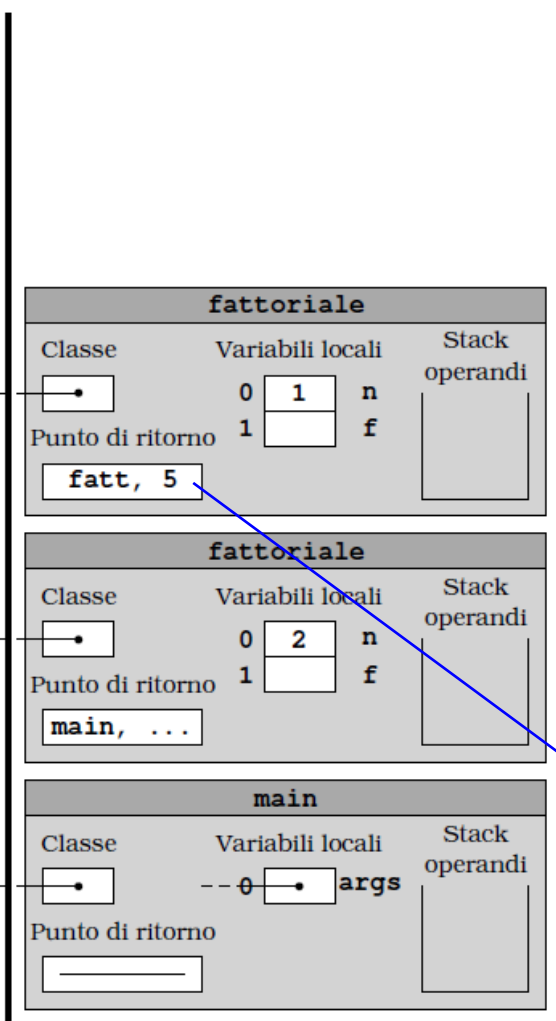 fattoriale
Classe Variabili locali Stack operandi
0 1 n
1 f
Punto di ritorno
fatt, 5
fattoriale
Classe Variabili locali Stack operandi
0 2 n
1 f
Punto di ritorno
main, ...
main
Classe Variabili locali Stack operandi
0 args
Punto di ritorno